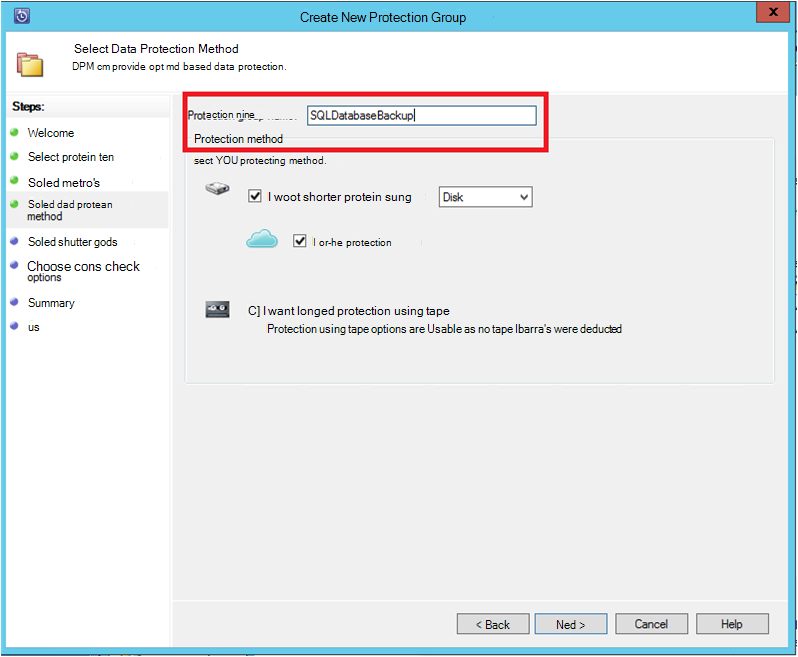 Create New Protection Group
x
Select Data Protection Method
DPM cm provide opt md based data protection.
Steps:
Welcome
Select protein ten
Soled metro's
Soled dad protean
method
Soled shutter gods
Choose cons check
options
Summary
us
Protaction nine
SQLDatabaseBackup
Protection method
sect YOU protecting method.
I woot shorter protein sung
Disk
I or-he protection
C] I want longed protection using tape
Protection using tape options are Usable as no tape Ibarra's were deducted
< Back
Ned >
Cancel
Help